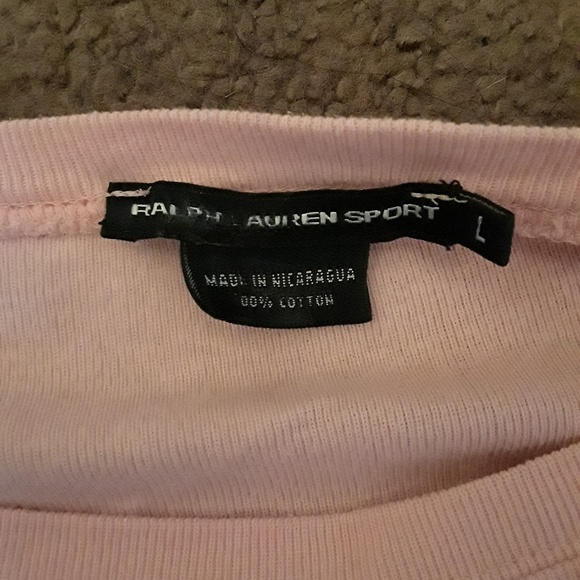 RALPH LAUREN SPORT
L
MADE IN NICARAGUA
100% COTTON